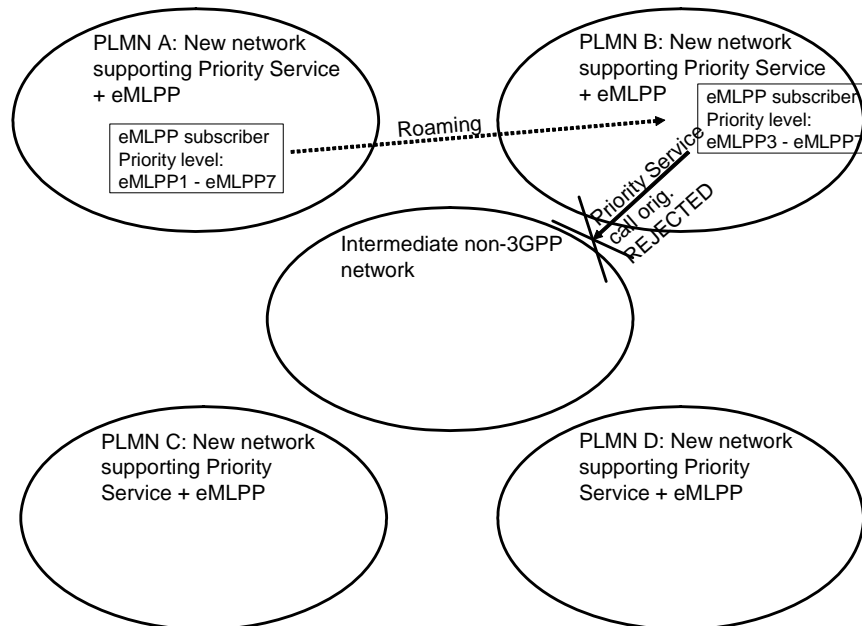 PLMN A: New network
supporting Priority Service
+ eMLPP
eMLPP subscriber
Priority level:
eMLPP1 - eMLPP7
Roaming
PLMN B: New network
supporting Priority Service
+ eMLPP
eMLPP subscriber
Priority level:
eMLPP3 - eMLPP7
Priority Service
call orig.
REJECTED
Intermediate non-3GPP
network
PLMN C: New network
supporting Priority
Service + eMLPP
PLMN D: New network
supporting Priority
Service + eMLPP